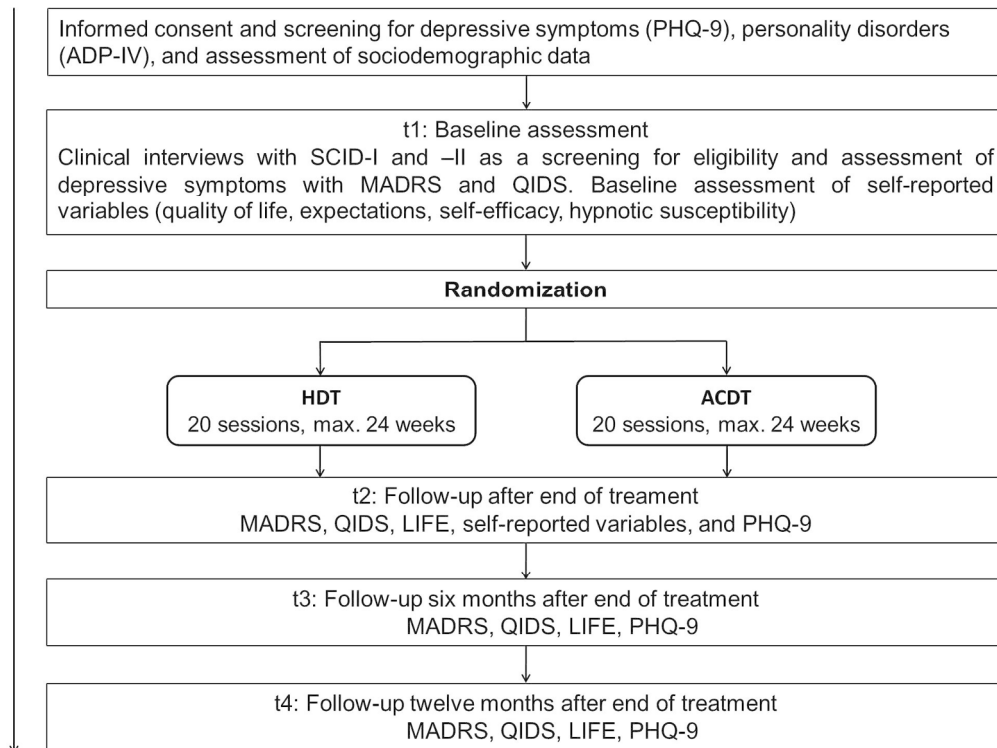 Informed consent and screening for depressive symptoms (PHQ-9), personality disorders
(ADP-IV), and assessment of sociodemographic data
t1: Baseline assessment
Clinical interviews with SCID-I and –II as a screening for eligibility and assessment of
depressive symptoms with MADRS and QIDS. Baseline assessment of self-reported
variables (quality of life, expectations, self-efficacy, hypnotic susceptibility)
Randomization
HDT
20 sessions, max. 24 weeks
ACDT
20 sessions, max. 24 weeks
t2: Follow-up after end of treament
MADRS, QIDS, LIFE, self-reported variables, and PHQ-9
t3: Follow-up six months after end of treatment
MADRS, QIDS, LIFE, PHQ-9
t4: Follow-up twelve months after end of treatment
MADRS, QIDS, LIFE, PHQ-9